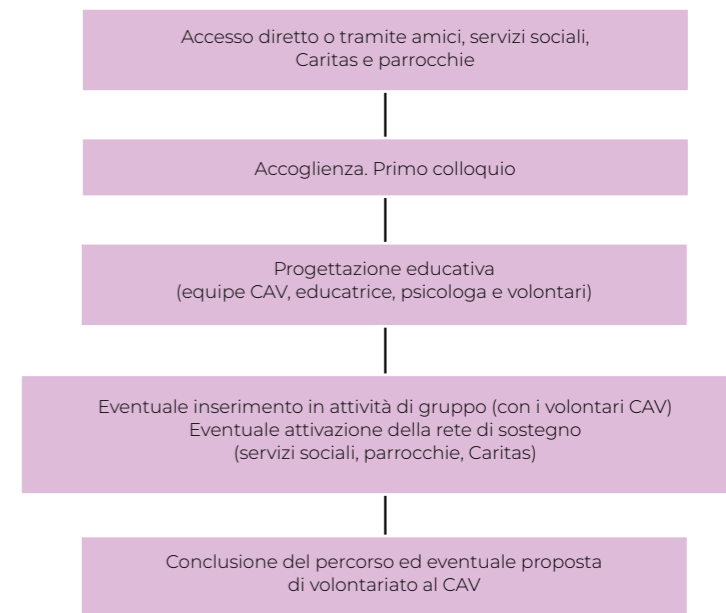 Accesso diretto o tramite amici, servizi sociali,
Caritas e parrocchie
Accoglienza. Primo colloquio
Progettazione educativa
(equipe CAV, educatrice, psicologa e volontari)
Eventuale inserimento in attività di gruppo (con i volontari CAV)
Eventuale attivazione della rete di sostegno
(servizi sociali, parrocchie, Caritas)
Conclusione del percorso ed eventuale proposta
di volontariato al CAV